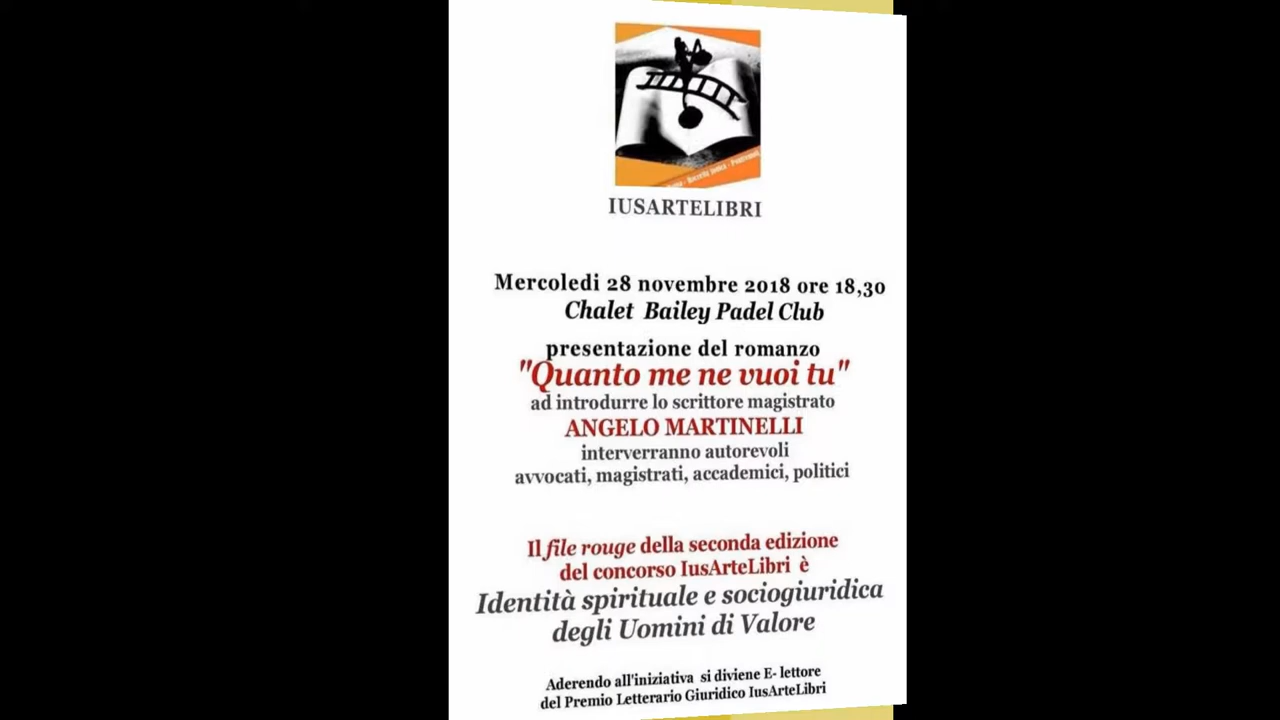 IUSARTELIBRI
Mercoledi 28 novembre 2018 ore 18,30
Chalet Bailey Padel Club
presentazione del romanzo
"Quanto me ne vuoi tu"
ad introdurre lo scrittore magistrato
ANGELO MARTINELLI
interverranno autorevoli
avvocati, magistrati, accademici, politici
Il file rouge della seconda edizione
del concorso IusArteLibri è
Identità spirituale e sociogiuridica
degli Uomini di Valore
Aderendo all'iniziativa si diviene E- lettore
del Premio Letterario Giuridico IusArteLibri